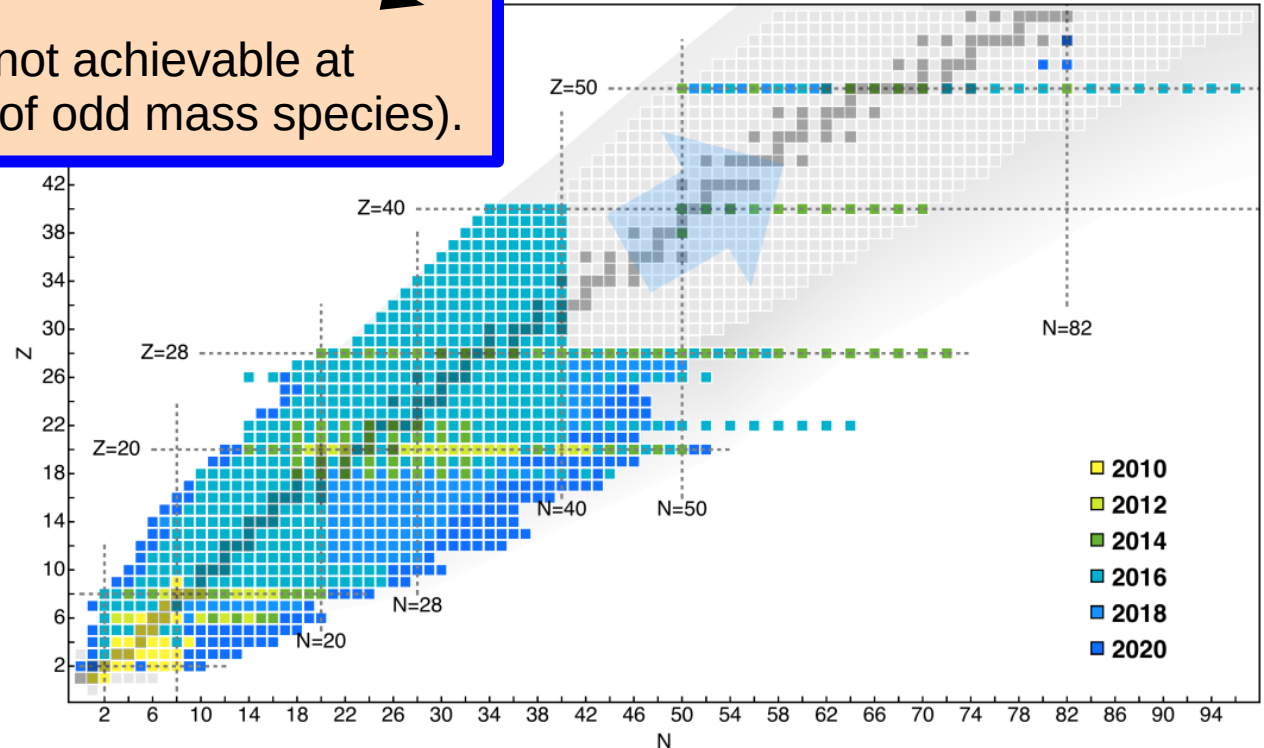 not achievable at
of odd mass species).
Z=50
42
Z=40
38
34
30
N=82
Z
Z=28
26
22
Z=20
18
N=40
N=50
14
10
N=28
6
N=20
2
2010
2012
2014
2016
2018
2020
2 6 10 14 18 22 26 30 34 38 42 46 50 54 58 62 66 70 74 78 82 86 90 94
N